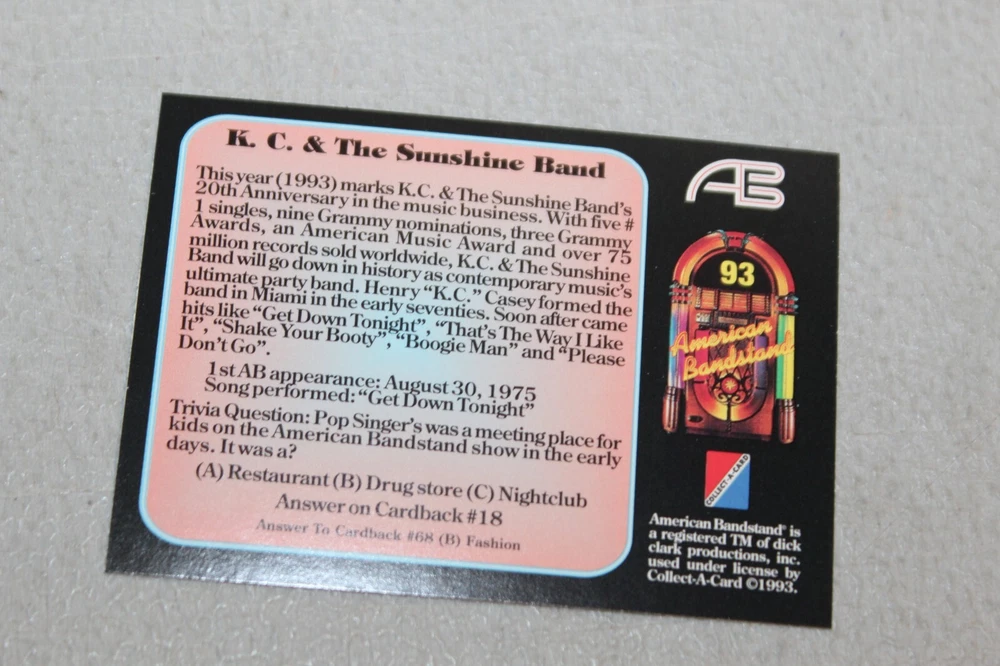 K. C. & The Sunshine Band
This year (1993) marks K.C. & The Sunshine Band's
20th Anniversary in the music business. With five #
1 singles, nine Grammy nominations, three Grammy
Awards, an American Music Award and over 75
million records sold worldwide, K.C. & The Sunshine
Band will go down in history as contemporary music's
ultimate party band. Henry "K.C." Casey formed the
band in Miami in the early seventies. Soon after came
hits like "Get Down Tonight", "That's The Way I Like
It", "Shake Your Booty", "Boogie Man" and "Please
Don't Go".
1st AB appearance: August 30, 1975
Song performed: "Get Down Tonight"
Trivia Question: Pop Singer's was a meeting place for
kids on the American Bandstand show in the early
days. It was a?
(A) Restaurant (B) Drug store (C) Nightclub
Answer on Cardback #18
Answer To Cardback #68 (B) Fashion
AB
93
American
Bandstand
COLLECT-A-CARD
American Bandstand® is
a registered TM of dick
clark productions, inc.
used under license by
Collect-A-Card ©1993.